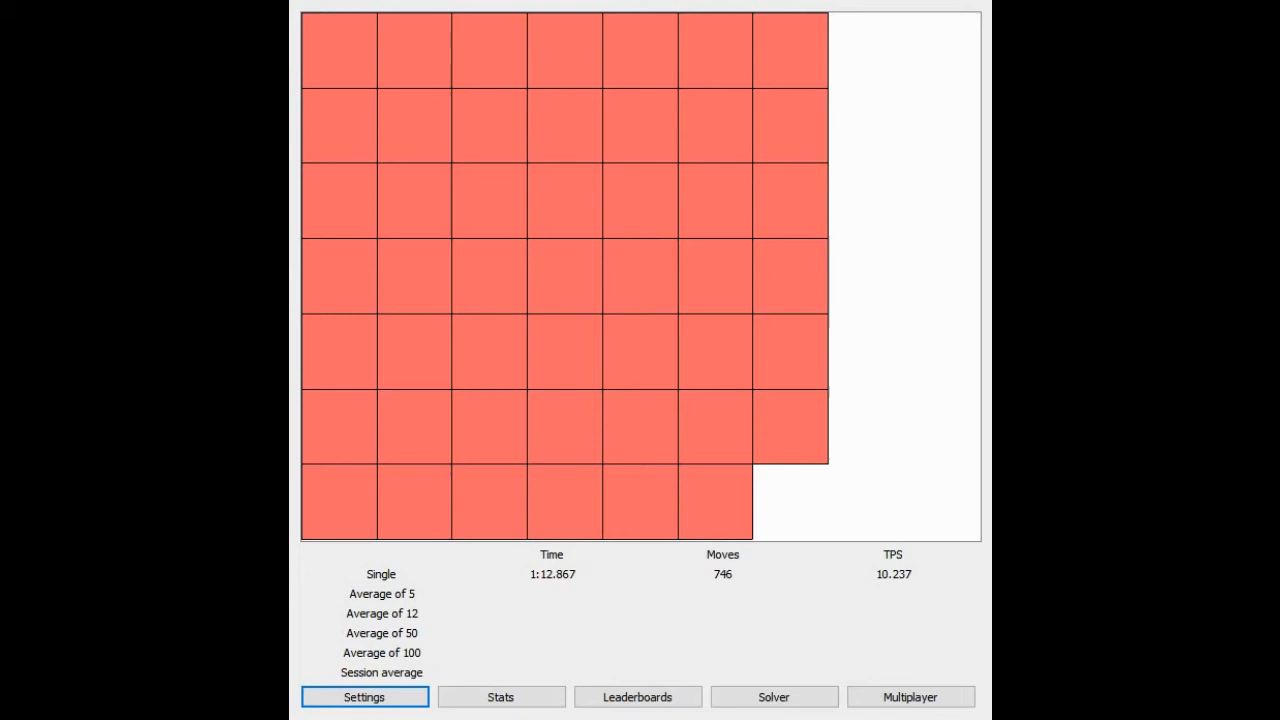 Time Moves TPS
Single 1:12.867 746 10.237
Average of 5
Average of 12
Average of 50
Average of 100
Session average
Settings Stats Leaderboards Solver Multiplayer